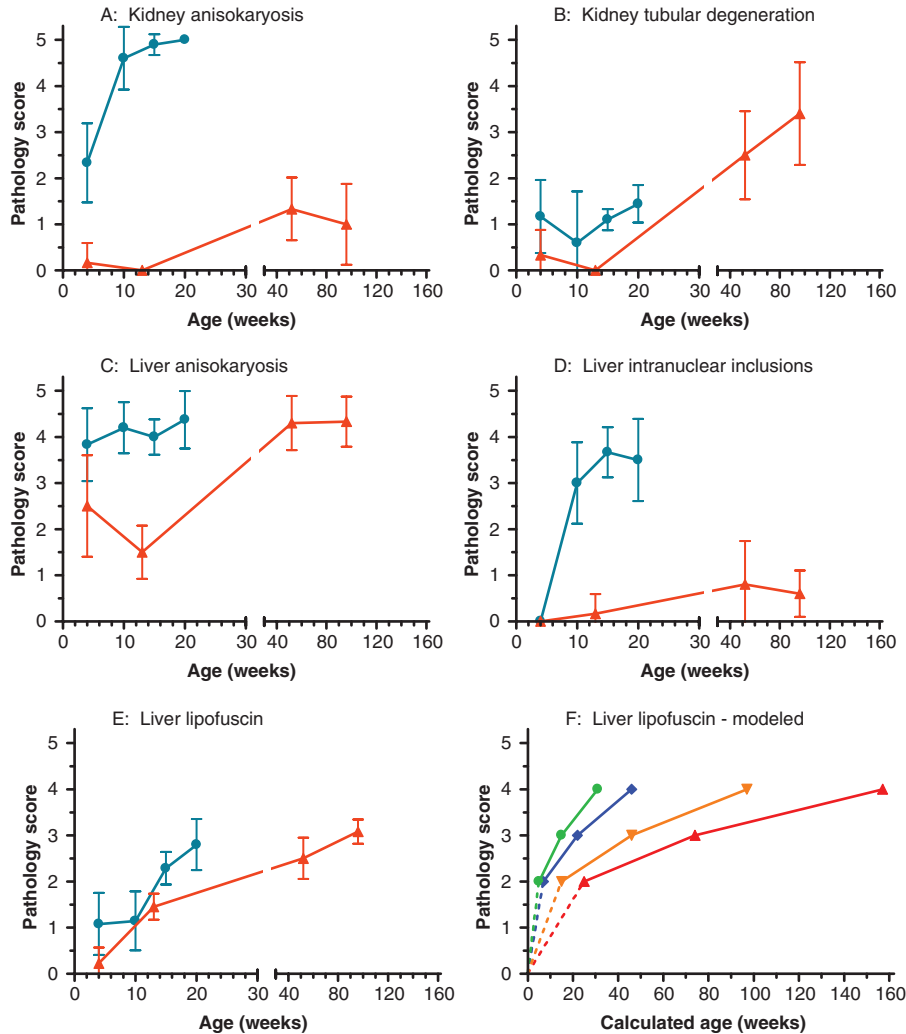 A: Kidney anisokaryosis
5
4
3
2
1
0
Pathology score
0 10 20 30 40 80 120 160
Age (weeks)
B: Kidney tubular degeneration
5
4
3
2
1
0
Pathology score
0 10 20 30 40 80 120 160
Age (weeks)
C: Liver anisokaryosis
5
4
3
2
1
0
Pathology score
0 10 20 30 40 80 120 160
Age (weeks)
D: Liver intranuclear inclusions
5
4
3
2
1
0
Pathology score
0 10 20 30 40 80 120 160
Age (weeks)
E: Liver lipofuscin
5
4
3
2
1
0
Pathology score
0 10 20 30 40 80 120 160
Age (weeks)
F: Liver lipofuscin - modeled
5
4
3
2
1
0
Pathology score
0 20 40 60 80 100 120 140 160
Calculated age (weeks)